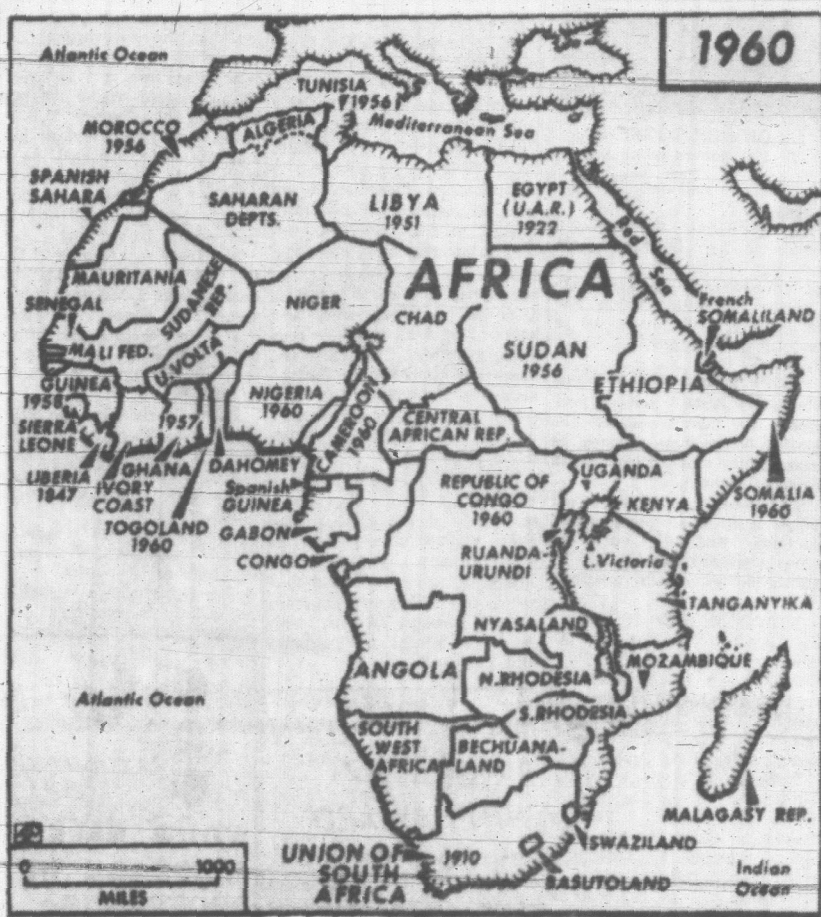 1960
Atlantic Ocean
TUNISIA
1956
Mediterranean Sea
MOROCCO
1956
ALGERIA
SPANISH
SAHARA
SAHARAN
DEPTS.
LIBYA
1951
EGYPT
(U.A.R.)
1922
Red Sea
AFRICA
MAURITANIA
SUDANESE
REP.
NIGER
CHAD
French
SOMALILAND
SENEGAL
MALI FED.
U. VOLTA
SUDAN
1956
ETHIOPIA
GUINEA
1958
NIGERIA
1960
CAMEROON
1960
CENTRAL
AFRICAN REP.
1957
SIERRA
LEONE
LIBERIA
1847
IVORY
COAST
GHANA
TOGOLAND
1960
DAHOMEY
Spanish
GUINEA
GABON
CONGO
REPUBLIC OF
CONGO
1960
UGANDA
KENYA
SOMALIA
1960
RUANDA-
URUNDI
L. Victoria
TANGANYIKA
NYASALAND
ANGOLA
N. RHODESIA
MOZAMBIQUE
Atlantic Ocean
S. RHODESIA
SOUTH
WEST
AFRICA
BECHUANA-
LAND
MALAGASY REP.
UNION OF
SOUTH
AFRICA
1910
SWAZILAND
BASUTOLAND
Indian
Ocean
0 1000
MILES